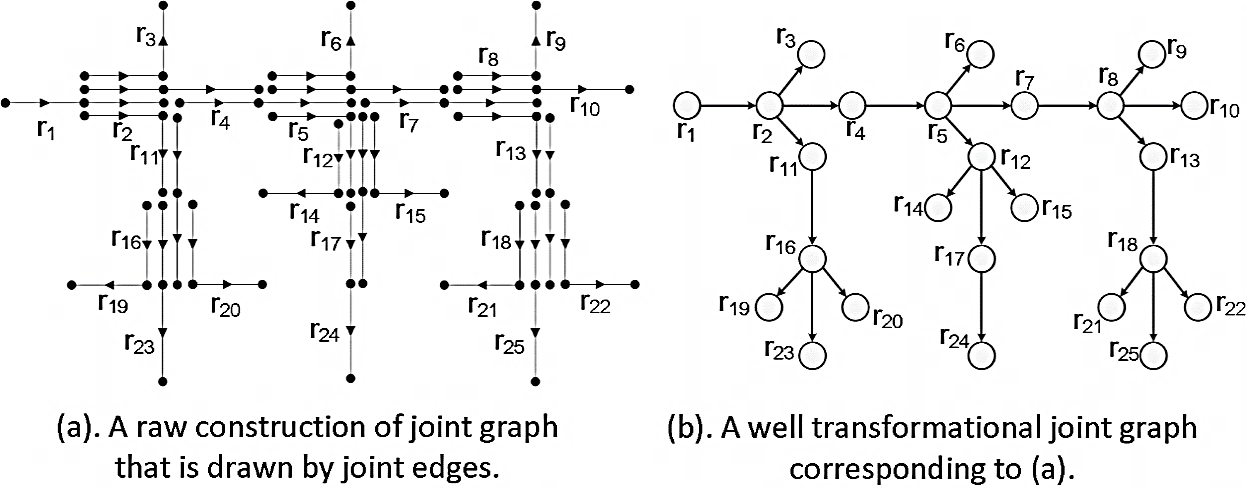 r3
r6
r9
r8
r1
r2
r4
r5
r7
r10
r11
r12
r13
r14
r15
r16
r17
r18
r19
r20
r21
r22
r23
r24
r25
(a). A raw construction of joint graph
that is drawn by joint edges.
r3
r6
r9
r7
r8
r1
r2
r4
r5
r10
r11
r12
r13
r14
r15
r16
r17
r18
r19
r20
r21
r22
r23
r24
r25
(b). A well transformational joint graph
corresponding to (a).